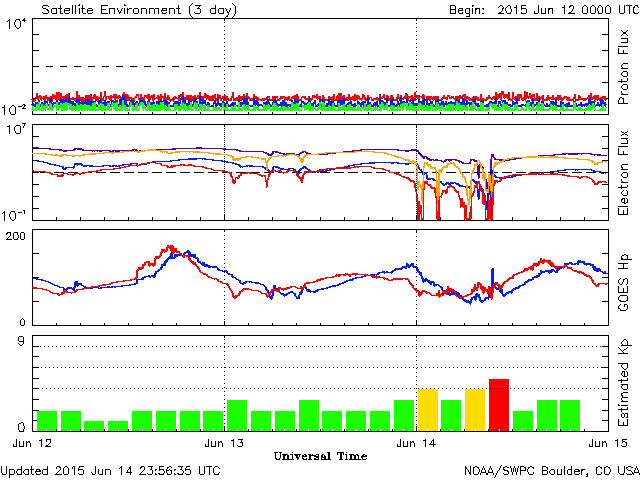 Satellite Environment (3 day) Begin: 2015 Jun 12 0000 UTC
10⁴
10⁻²
Proton Flux
10⁷
10⁻¹
Electron Flux
200
0
GOES Hp
9
0
Estimated Kp
Jun 12 Jun 13 Jun 14 Jun 15
Universal Time
Updated 2015 Jun 14 23:56:35 UTC NOAA/SWPC Boulder, CO USA